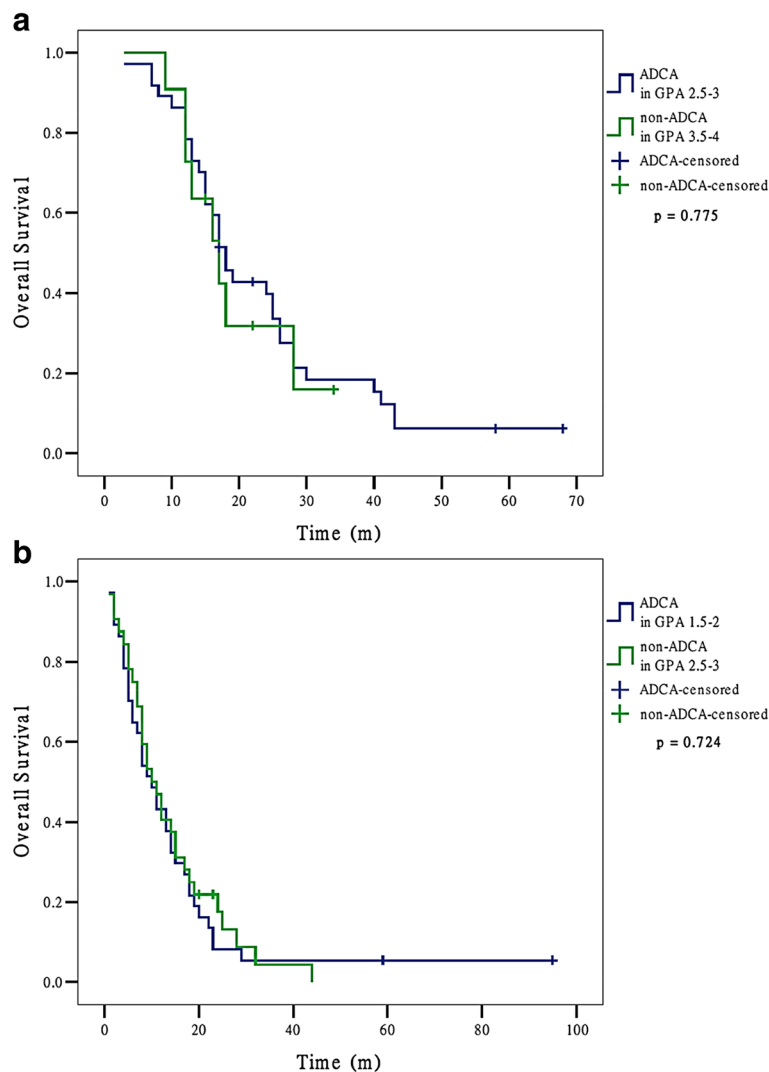 a
1.0
0.8
0.6
0.4
0.2
0.0
Overall Survival
0 10 20 30 40 50 60 70
Time (m)
ADCA
in GPA 2.5-3
non-ADCA
in GPA 3.5-4
ADCA-censored
non-ADCA-censored
p = 0.775
b
1.0
0.8
0.6
0.4
0.2
0.0
Overall Survival
0 20 40 60 80 100
Time (m)
ADCA
in GPA 1.5-2
non-ADCA
in GPA 2.5-3
ADCA-censored
non-ADCA-censored
p = 0.724